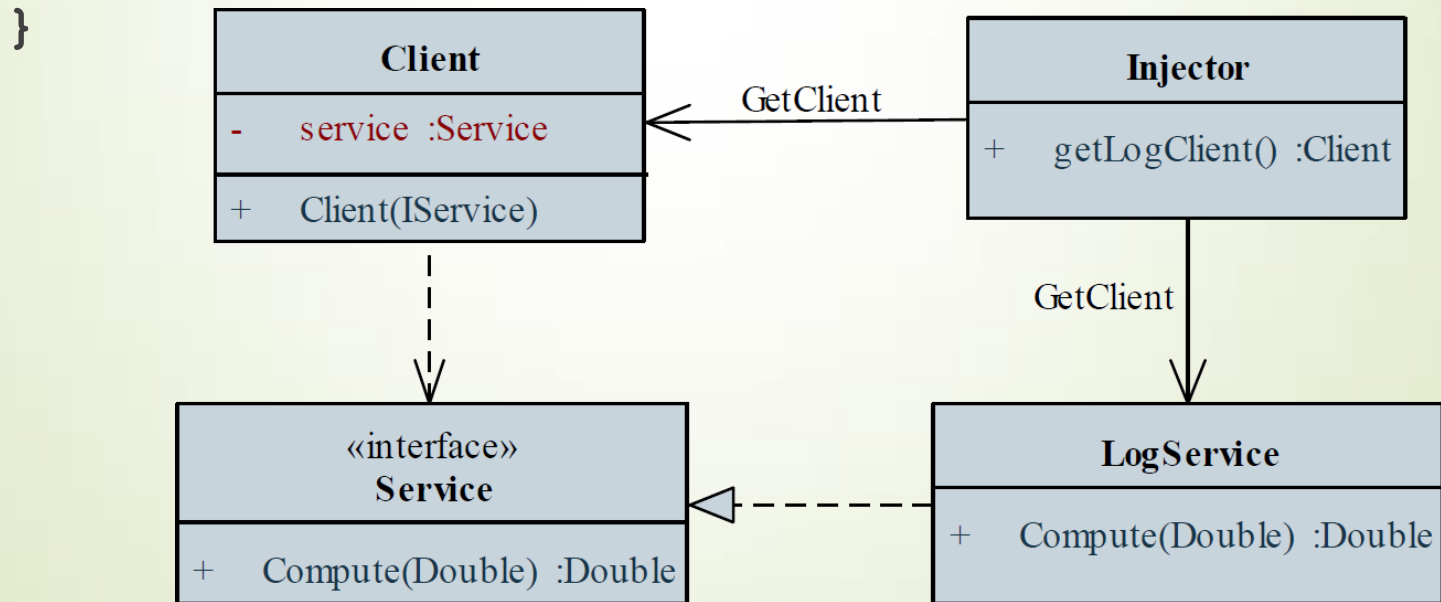 }
Client
- service :Service
+ Client(IService)
GetClient
Injector
+ getLogClient() :Client
GetClient
«interface»
Service
+ Compute(Double) :Double
LogService
+ Compute(Double) :Double